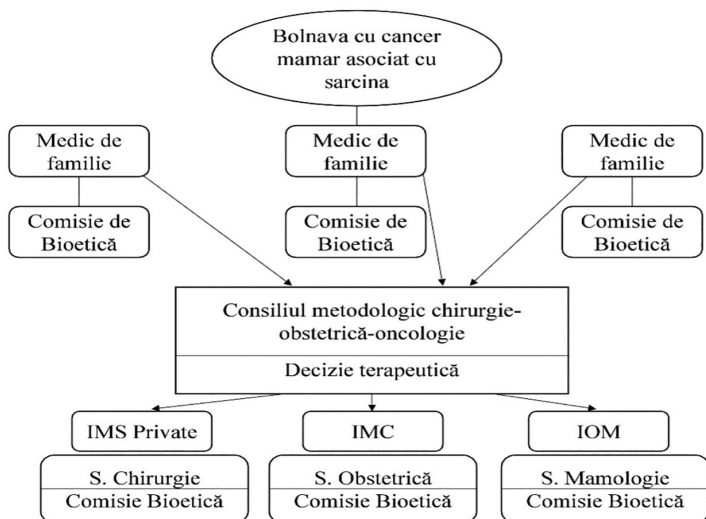 Bolnava cu cancer
mamar asociat cu
sarcina
Medic de
familie
Medic de
familie
Medic de
familie
Comisie de
Bioetică
Comisie de
Bioetică
Comisie de
Bioetică
Consiliul metodologic chirurgie-
obstetrică-oncologie
Decizie terapeutică
IMS Private
IMC
IOM
S. Chirurgie
Comisie Bioetică
S. Obstetrică
Comisie Bioetică
S. Mamologie
Comisie Bioetică